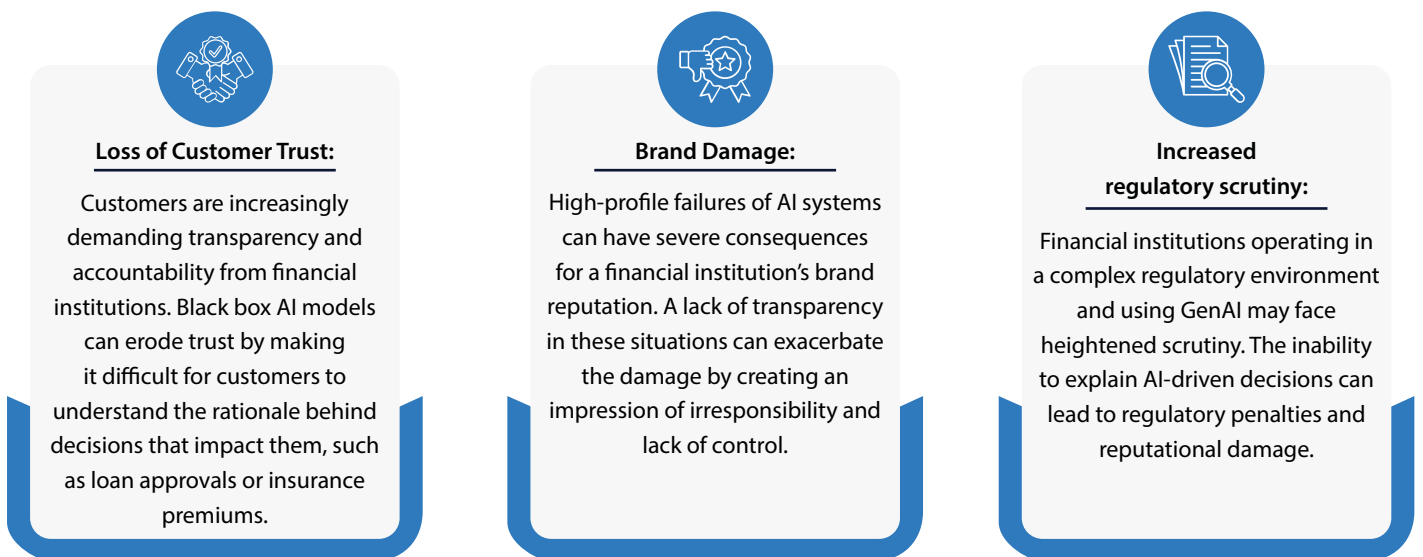 Loss of Customer Trust:
Customers are increasingly
demanding transparency and
accountability from financial
institutions. Black box AI models
can erode trust by making
it difficult for customers to
understand the rationale behind
decisions that impact them, such
as loan approvals or insurance
premiums.
Brand Damage:
High-profile failures of AI systems
can have severe consequences
for a financial institution’s brand
reputation. A lack of transparency
in these situations can exacerbate
the damage by creating an
impression of irresponsibility and
lack of control.
Increased
regulatory scrutiny:
Financial institutions operating in
a complex regulatory environment
and using GenAI may face
heightened scrutiny. The inability
to explain AI-driven decisions can
lead to regulatory penalties and
reputational damage.